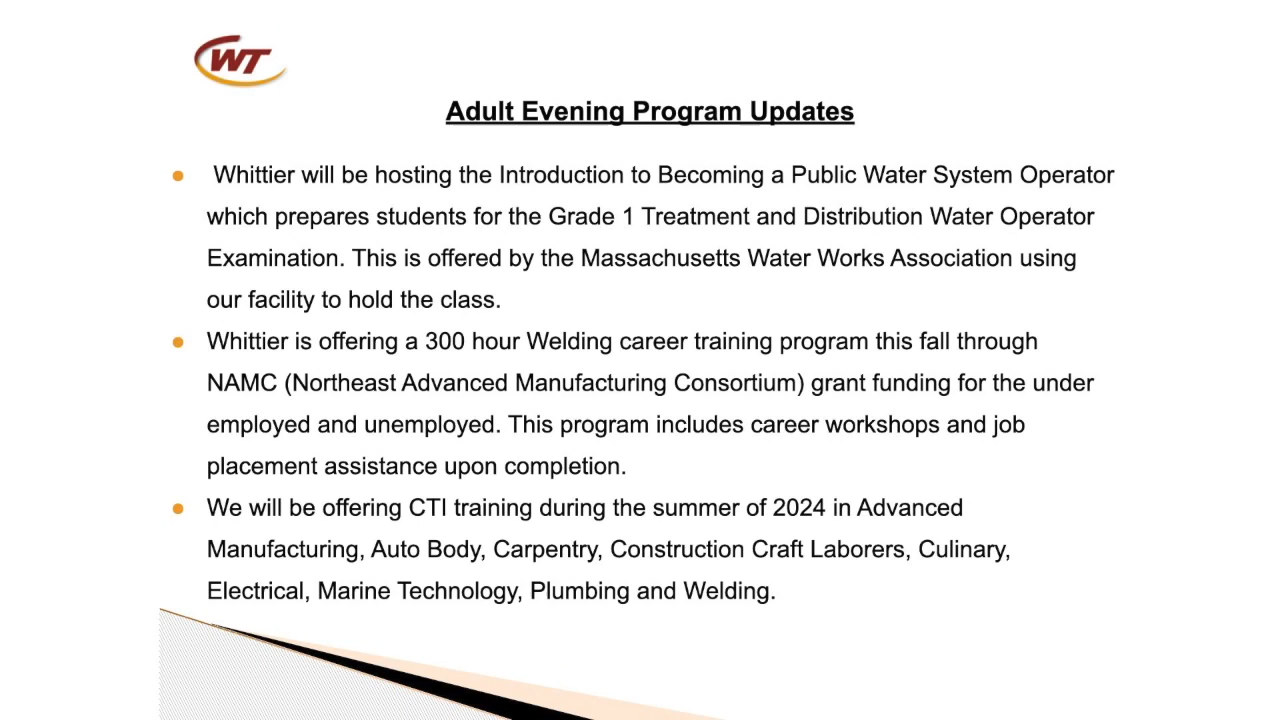 WT
Adult Evening Program Updates
Whittier will be hosting the Introduction to Becoming a Public Water System Operator
which prepares students for the Grade 1 Treatment and Distribution Water Operator
Examination. This is offered by the Massachusetts Water Works Association using
our facility to hold the class.
Whittier is offering a 300 hour Welding career training program this fall through
NAMC (Northeast Advanced Manufacturing Consortium) grant funding for the under
employed and unemployed. This program includes career workshops and job
placement assistance upon completion.
We will be offering CTI training during the summer of 2024 in Advanced
Manufacturing, Auto Body, Carpentry, Construction Craft Laborers, Culinary,
Electrical, Marine Technology, Plumbing and Welding.